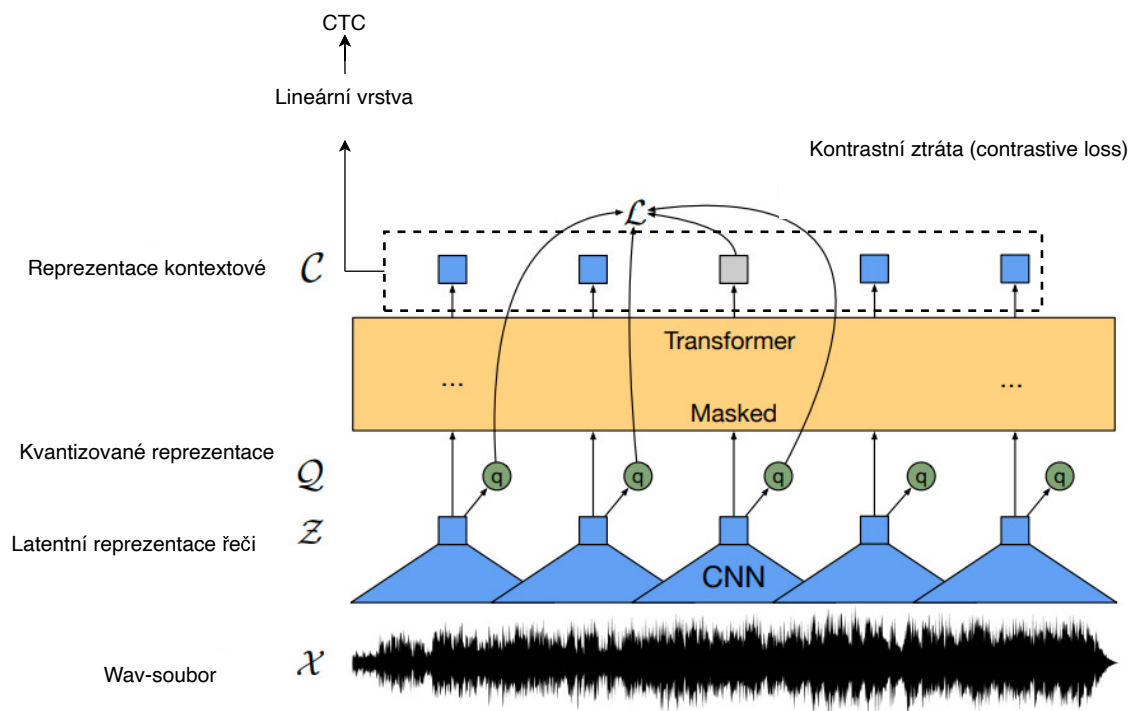 CTC
Lineární vrstva
Kontrastní ztráta (contrastive loss)
ℒ
Reprezentace kontextové 𝒞
Transformer
... ...
Masked
Kvantizované reprezentace
𝒬 q q q q q
Latentní reprezentace řeči 𝒵
CNN
Wav-soubor 𝒳